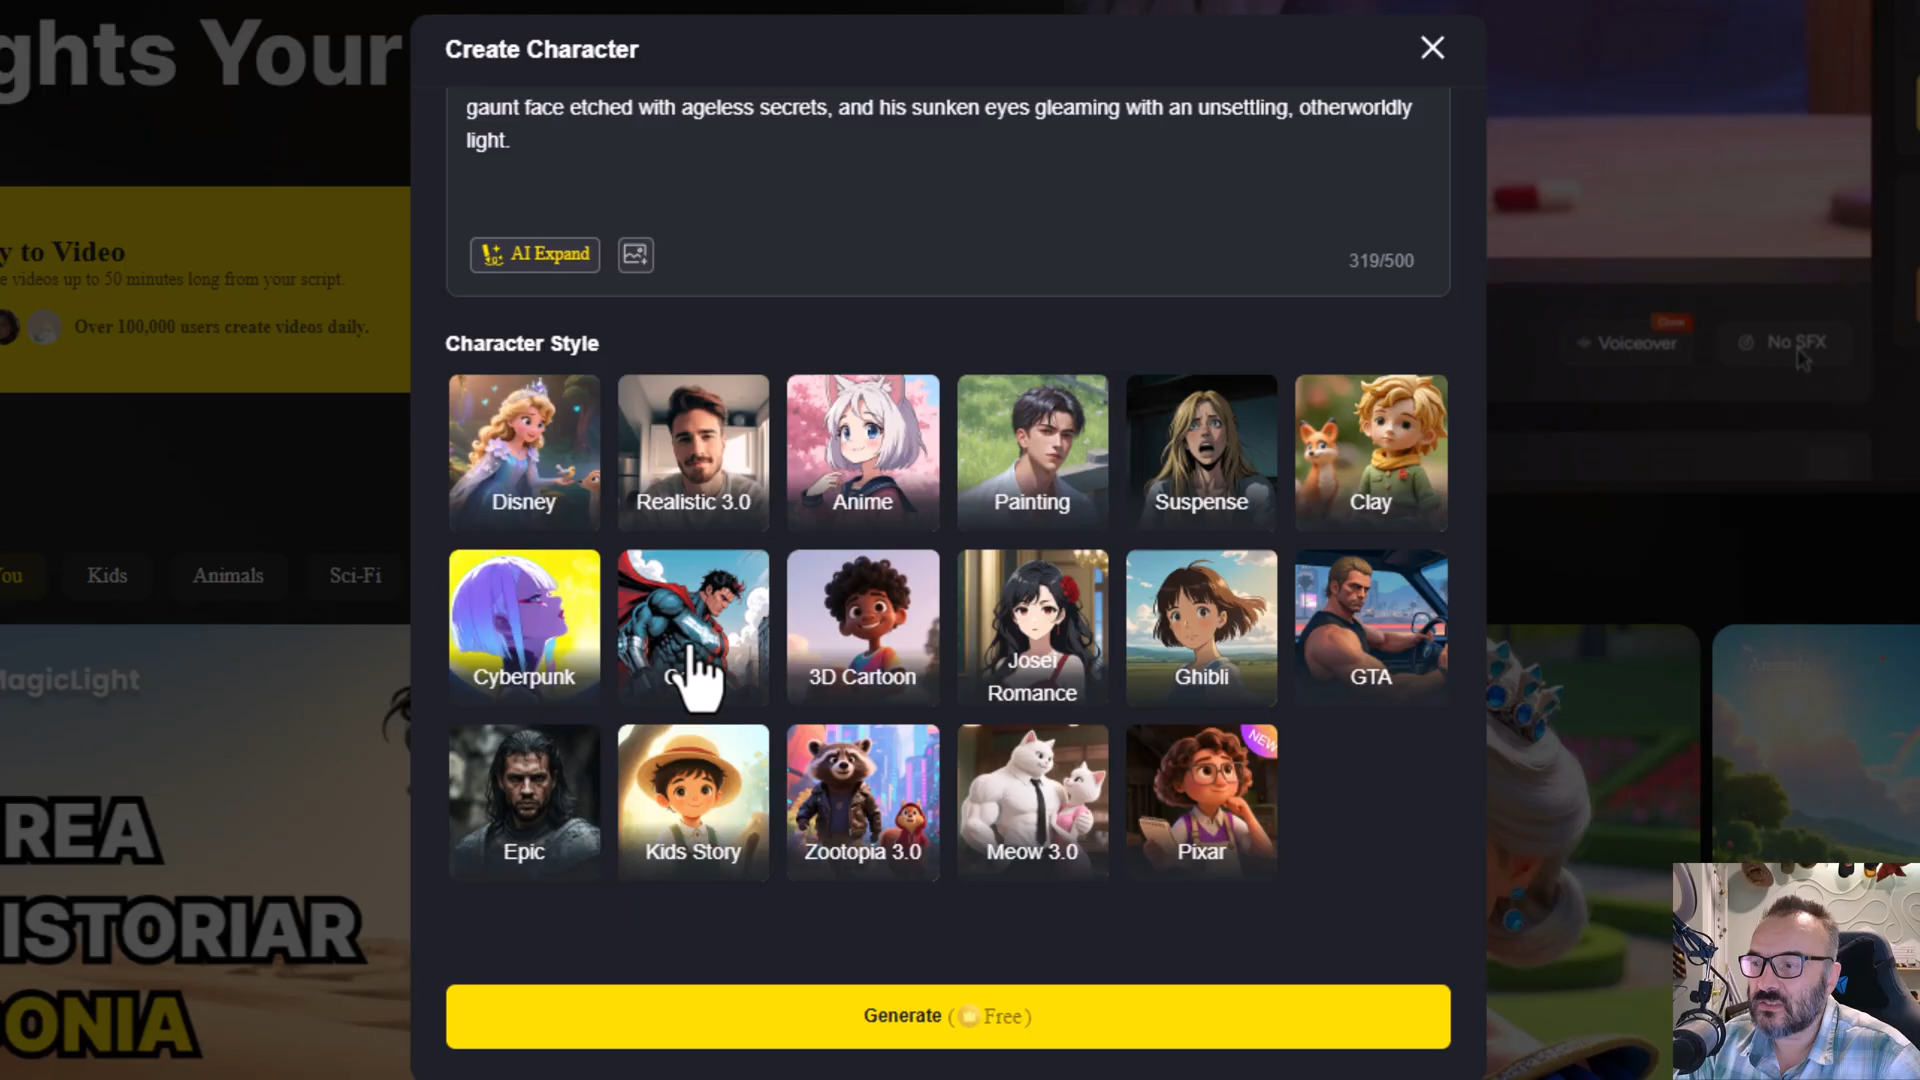 ghts Your
Create Character
gaunt face etched with ageless secrets, and his sunken eyes gleaming with an unsettling, otherworldly
light.
AI Expand
319/500
y to Video
e videos up to 50 minutes long from your script.
Over 100,000 users create videos daily.
Character Style
Voiceover
No SFX
Disney
Realistic 3.0
Anime
Painting
Suspense
Clay
ou
Kids
Animals
Sci-Fi
Cyberpunk
3D Cartoon
Josei
Romance
Ghibli
GTA
MagicLight
Animals
NEW
Epic
Kids Story
Zootopia 3.0
Meow 3.0
Pixar
REA
ISTORIAR
ONIA
Generate (Free)